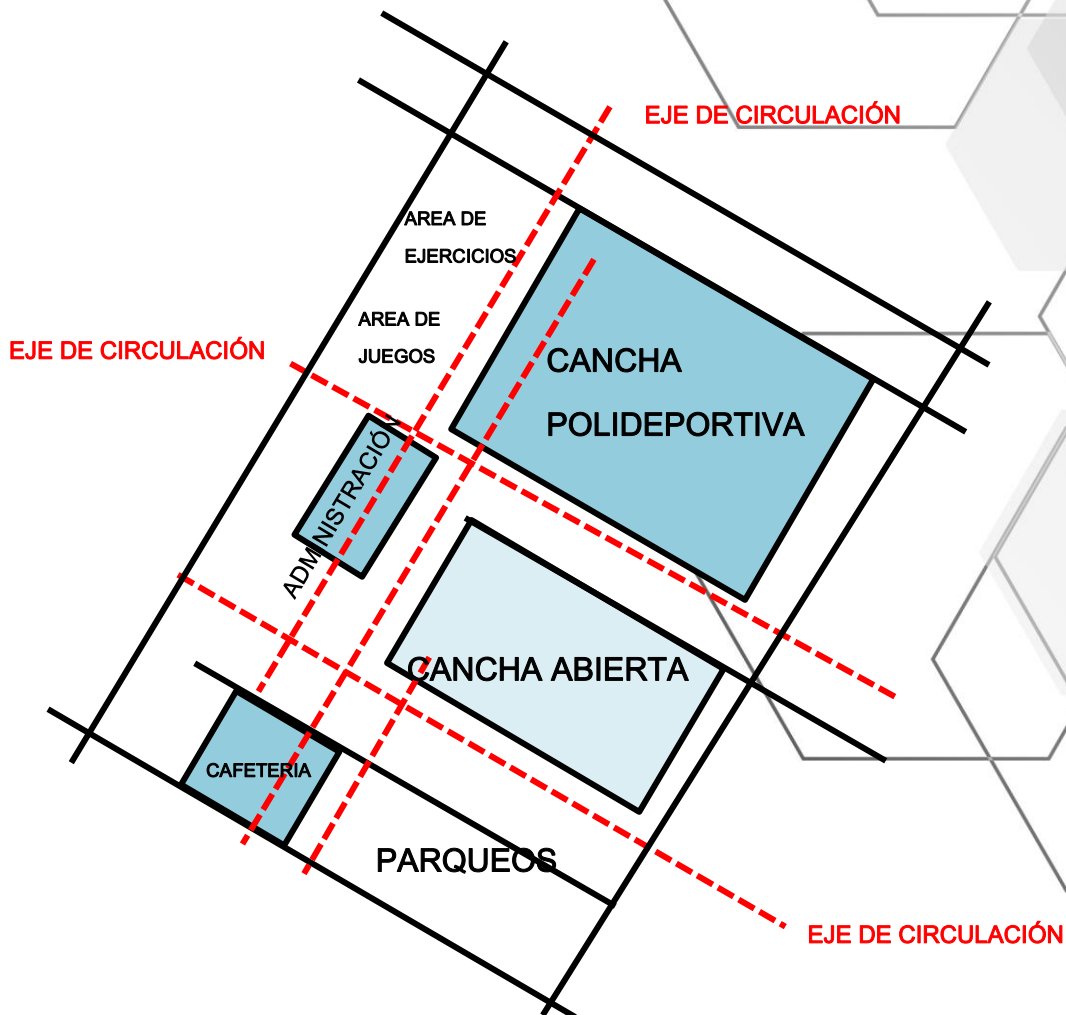 EJE DE CIRCULACIÓN
AREA DE
EJERCICIOS
AREA DE
JUEGOS
EJE DE CIRCULACIÓN
CANCHA
POLIDEPORTIVA
ADMINISTRACIÓN
CANCHA ABIERTA
CAFETERIA
PARQUEOS
EJE DE CIRCULACIÓN